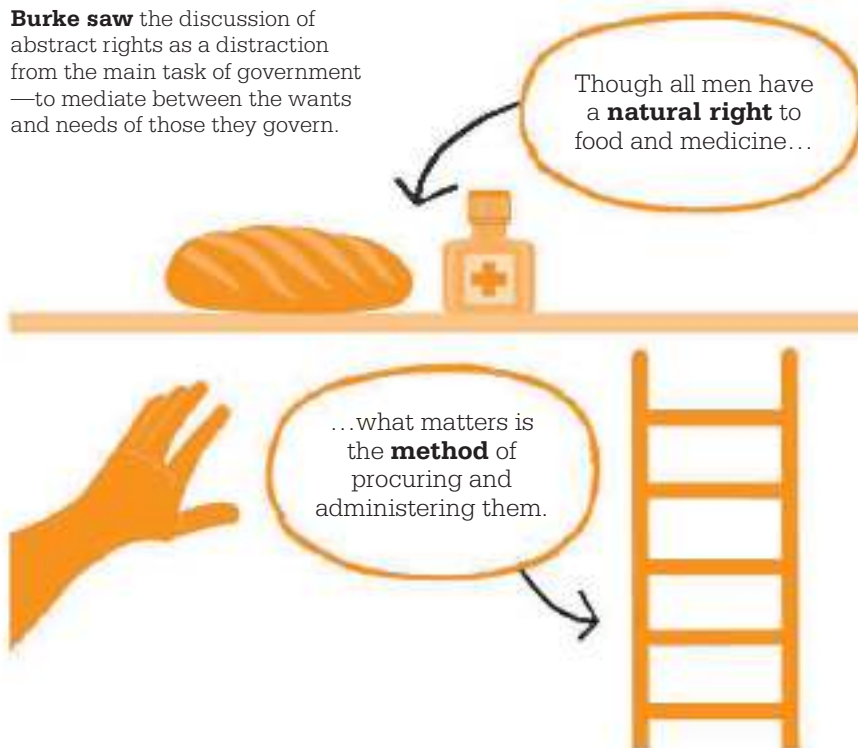 Burke saw the discussion of
abstract rights as a distraction
from the main task of government
—to mediate between the wants
and needs of those they govern.
Though all men have
a natural right to
food and medicine…
…what matters is
the method of
procuring and
administering them.